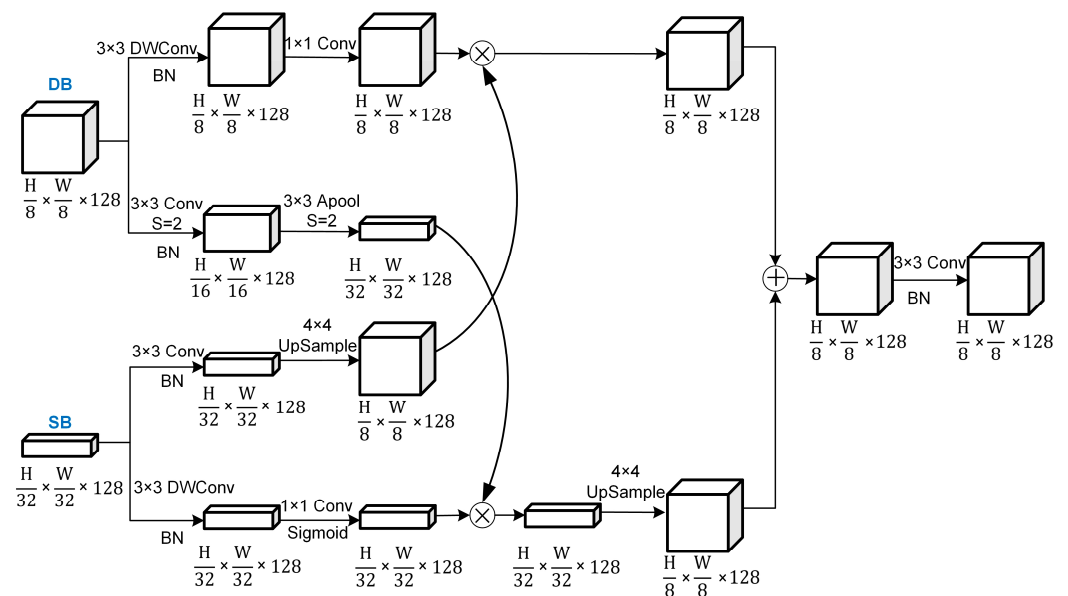 3×3 DWConv
BN
1×1 Conv
×
DB
H/8 × W/8 ×128
H/8 × W/8 ×128
H/8 × W/8 ×128
H/8 × W/8 ×128
3×3 Conv
S=2
BN
3×3 Apool
S=2
H/16 × W/16 ×128
H/32 × W/32 ×128
+
3×3 Conv
BN
H/8 × W/8 ×128
H/8 × W/8 ×128
3×3 Conv
BN
4×4
UpSample
H/32 × W/32 × 128
H/8 × W/8 ×128
SB
H/32 × W/32 × 128
3×3 DWConv
BN
1×1 Conv
Sigmoid
×
4×4
UpSample
H/32 × W/32 × 128
H/32 × W/32 × 128
H/32 × W/32 × 128
H/8 × W/8 ×128